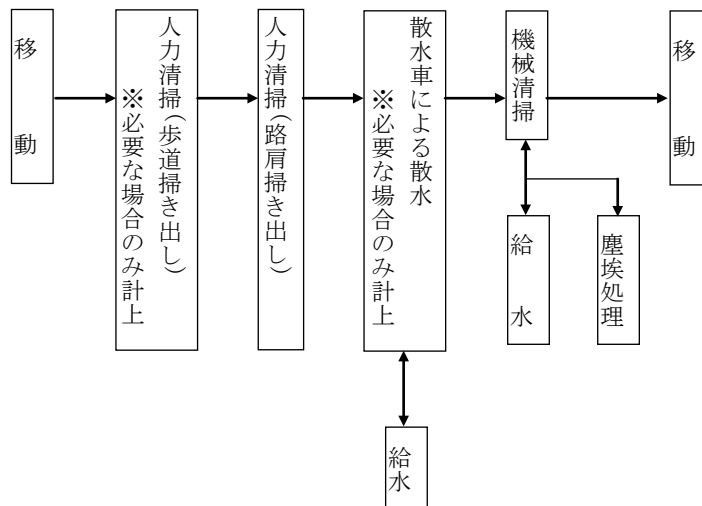 移動
人力清掃(歩道掃き出し)
※必要な場合のみ計上
人力清掃(路肩掃き出し)
散水車による散水
※必要な場合のみ計上
機械清掃
移動
給水
塵埃処理
給水